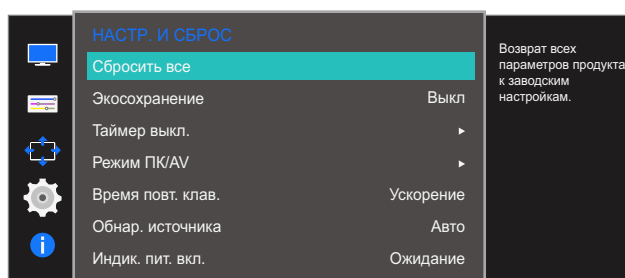 НАСТР. И СБРОС
Сбросить все
Экосохранение Выкл
Таймер выкл.
Режим ПК/AV
Время повт. клав. Ускорение
Обнар. источника Авто
Индик. пит. вкл. Ожидание
Возврат всех
параметров продукта
к заводским
настройкам.